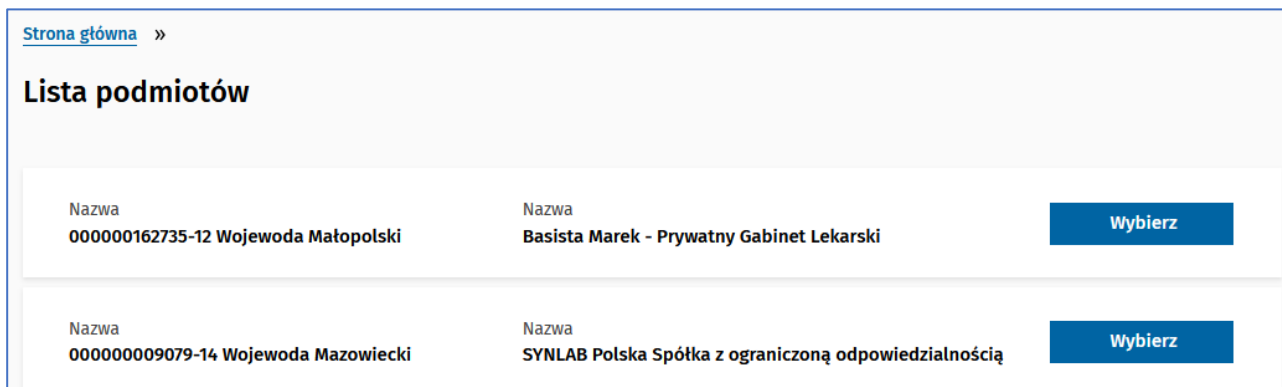 Strona główna »
Lista podmiotów
Nazwa Nazwa
000000162735-12 Wojewoda Małopolski Basista Marek - Prywatny Gabinet Lekarski Wybierz
Nazwa Nazwa
000000009079-14 Wojewoda Mazowiecki SYNLAB Polska Spółka z ograniczoną odpowiedzialnością Wybierz